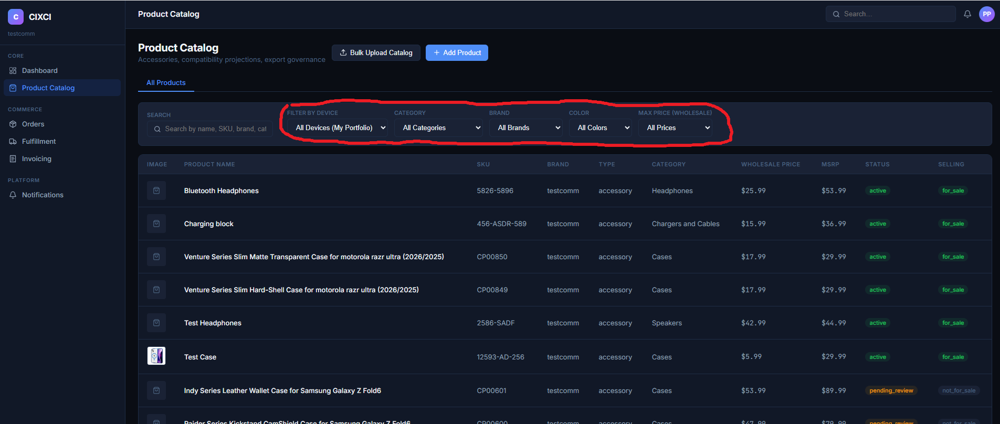 C CIXCI
testcomm
CORE
Dashboard
Product Catalog
COMMERCE
Orders
Fulfillment
Invoicing
PLATFORM
Notifications
Product Catalog
Search...
PP
Product Catalog
Accessories, compatibility projections, export governance
Bulk Upload Catalog
+ Add Product
All Products
SEARCH FILTER BY DEVICE CATEGORY BRAND COLOR MAX PRICE (WHOLESALE)
Search by name, SKU, brand, cat All Devices (My Portfolio) All Categories All Brands All Colors All Prices
IMAGE PRODUCT NAME SKU BRAND TYPE CATEGORY WHOLESALE PRICE MSRP STATUS SELLING
Bluetooth Headphones 5826-5896 testcomm accessory Headphones $25.99 $53.99 active for_sale
Charging block 456-ASDR-589 testcomm accessory Chargers and Cables $15.99 $36.99 active for_sale
Venture Series Slim Matte Transparent Case for motorola razr ultra (2026/2025) CP00850 testcomm accessory Cases $17.99 $29.99 active for_sale
Venture Series Slim Hard-Shell Case for motorola razr ultra (2026/2025) CP00849 testcomm accessory Cases $17.99 $29.99 active for_sale
Test Headphones 2586-SADF testcomm accessory Speakers $42.99 $44.99 active for_sale
Test Case 12593-AD-256 testcomm accessory Cases $5.99 $29.99 active for_sale
Indy Series Leather Wallet Case for Samsung Galaxy Z Fold6 CP00601 testcomm accessory Cases $53.99 $89.99 pending_review not_for_sale
Raider Series Kickstand CamShield Case for Samsung Galaxy Z Fold6 CP00600 testcomm accessory Cases $47.99 $79.99 pending_review not_for_sale